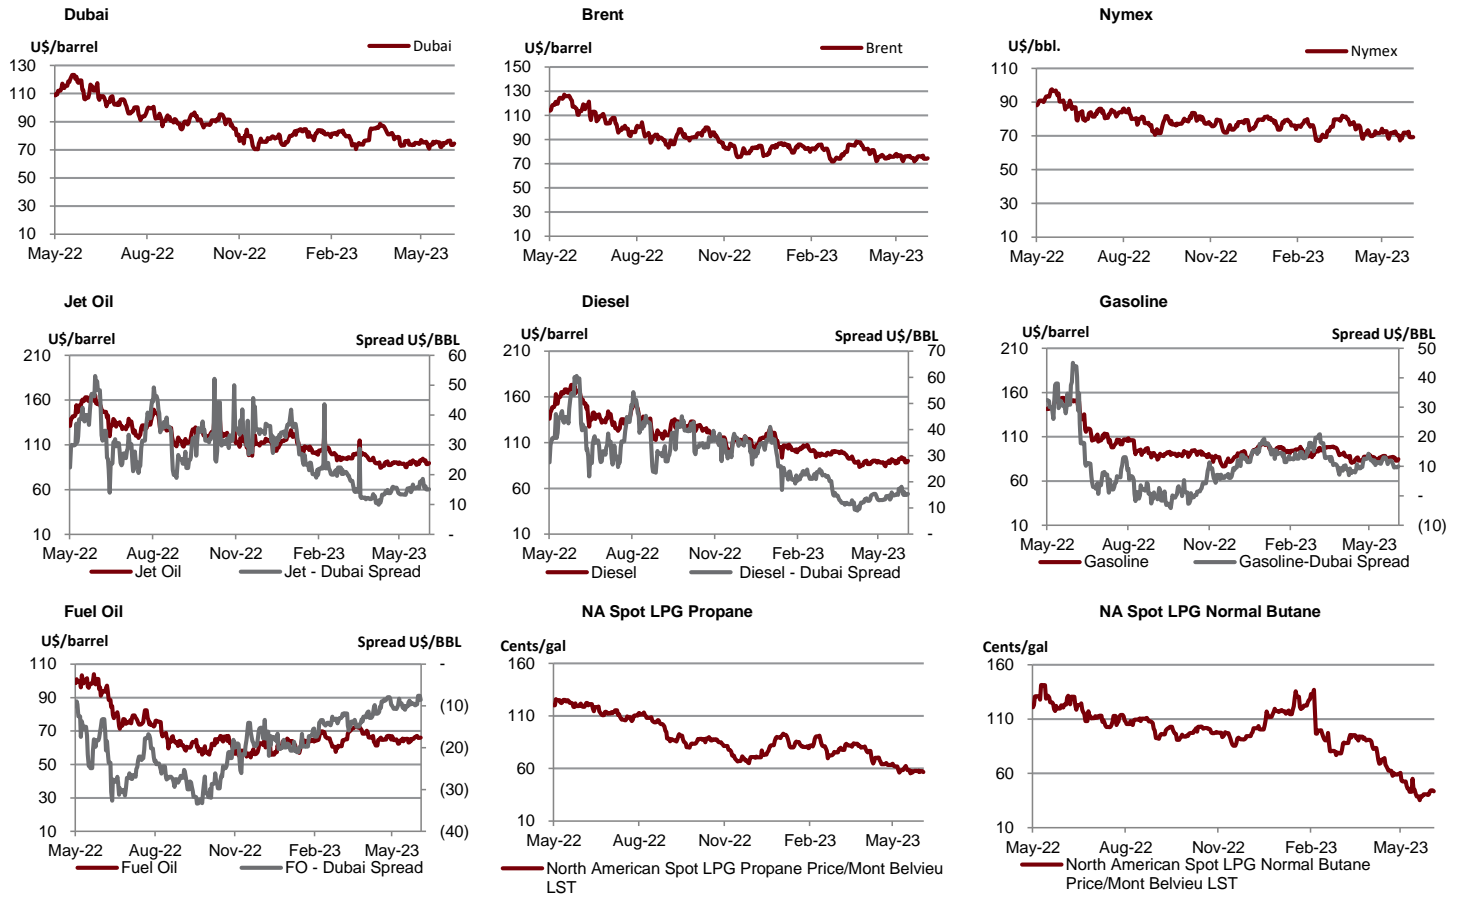 Dubai
U$/barrel
Dubai
130
110
90
70
50
30
10
May-22 Aug-22 Nov-22 Feb-23 May-23
Brent
U$/barrel
Brent
150
130
110
90
70
50
30
10
May-22 Aug-22 Nov-22 Feb-23 May-23
Nymex
U$/bbl.
Nymex
110
90
70
50
30
10
May-22 Aug-22 Nov-22 Feb-23 May-23
Jet Oil
U$/barrel Spread U$/BBL
210
160
110
60
10
60
50
40
30
20
10
-
May-22 Aug-22 Nov-22 Feb-23 May-23
Jet Oil Jet - Dubai Spread
Diesel
U$/barrel Spread U$/BBL
210
160
110
60
10
70
60
50
40
30
20
10
-
May-22 Aug-22 Nov-22 Feb-23 May-23
Diesel Diesel - Dubai Spread
Gasoline
U$/barrel Spread U$/BBL
210
160
110
60
10
50
40
30
20
10
-
(10)
May-22 Aug-22 Nov-22 Feb-23 May-23
Gasoline Gasoline-Dubai Spread
Fuel Oil
U$/barrel Spread U$/BBL
110
90
70
50
30
10
-
(10)
(20)
(30)
(40)
May-22 Aug-22 Nov-22 Feb-23 May-23
Fuel Oil FO - Dubai Spread
NA Spot LPG Propane
Cents/gal
160
110
60
10
May-22 Aug-22 Nov-22 Feb-23 May-23
North American Spot LPG Propane Price/Mont Belvieu
LST
NA Spot LPG Normal Butane
Cents/gal
160
110
60
10
May-22 Aug-22 Nov-22 Feb-23 May-23
North American Spot LPG Normal Butane
Price/Mont Belvieu LST